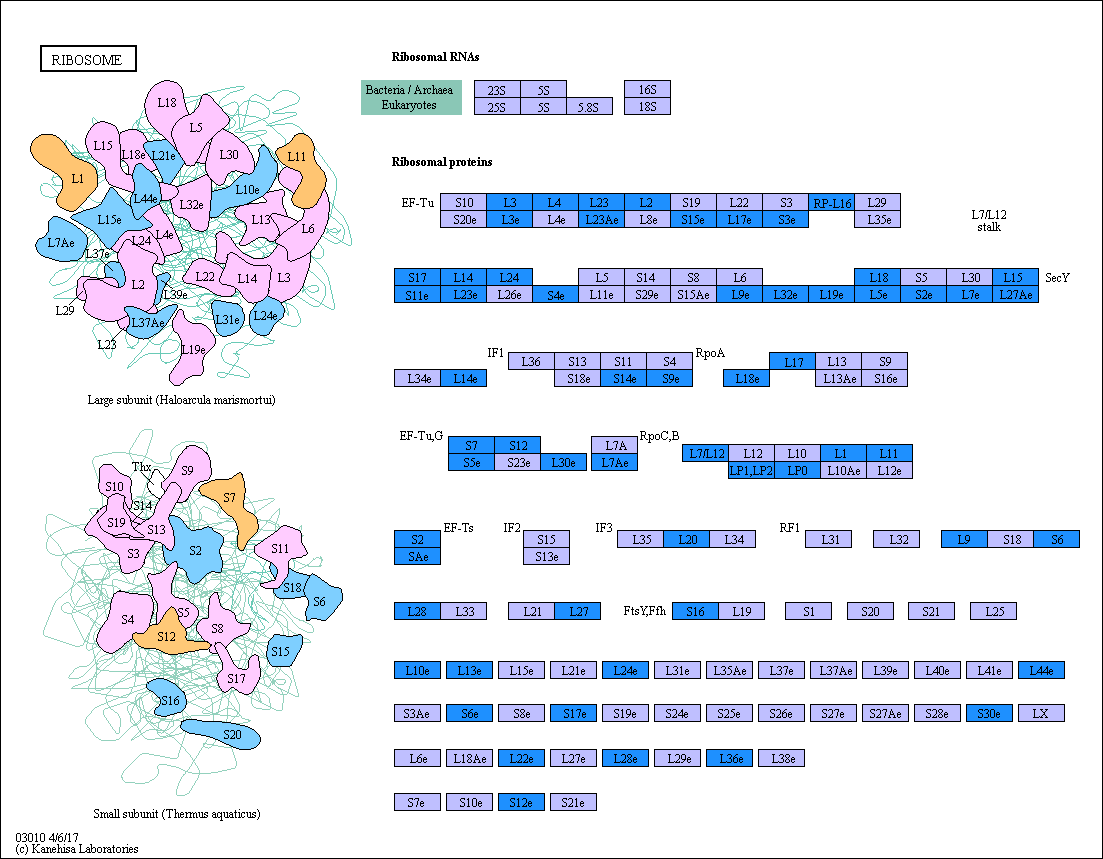 RIBOSOME
Ribosomal RNAs
Bacteria / Archaea 23S 5S 16S
Eukaryotes 25S 5S 5.8S 18S
Ribosomal proteins
EF-Tu S10 L3 L4 L23 L2 S19 L22 S3 RP-L16 L29
S20e L3e L4e L23Ae L8e S15e L17e S3e L35e
L7/L12
stalk
S17 L14 L24 L5 S14 S8 L6 L18 S5 L30 L15 SecY
S11e L23e L26e S4e L11e S29e S15Ae L9e L32e L19e L5e S2e L7e L27Ae
IF1 L36 S13 S11 S4 RpoA L17 L13 S9
L34e L14e S18e S14e S9e L18e L13Ae S16e
EF-Tu,G S7 S12 L7A RpoC,B L7/L12 L12 L10 L1 L11
S5e S23e L30e L7Ae LP1,LP2 LP0 L10Ae L12e
S2 EF-Ts IF2 S15 IF3 L35 L20 L34 RF1 L31 L32 L9 S18 S6
SAe S13e
L28 L33 L21 L27 FtsY,Ffh S16 L19 S1 S20 S21 L25
L10e L13e L15e L21e L24e L31e L35Ae L37e L37Ae L39e L40e L41e L44e
S3Ae S6e S8e S17e S19e S24e S25e S26e S27e S27Ae S28e S30e LX
L6e L18Ae L22e L27e L28e L29e L36e L38e
S7e S10e S12e S21e
L18
L5
L15
L18e
L21e
L30
L11
L1
L10e
L44e
L32e
L15e
L13
L6
L7Ae
L24
L4e
L37e
L2
L22
L14
L3
L39e
L29
L37Ae
L31e
L24e
L23
L19e
Large subunit (Haloarcula marismortui)
Thx
S9
S10
S7
S14
S19
S13
S3
S2
S11
S18
S6
S4
S5
S12
S8
S15
S17
S16
S20
Small subunit (Thermus aquaticus)
03010 4/6/17
(c) Kanehisa Laboratories